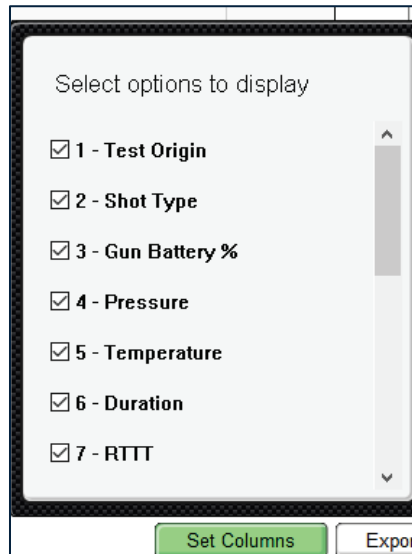 Select options to display
1 - Test Origin
2 - Shot Type
3 - Gun Battery %
4 - Pressure
5 - Temperature
6 - Duration
7 - RTTT
Set Columns
Expor